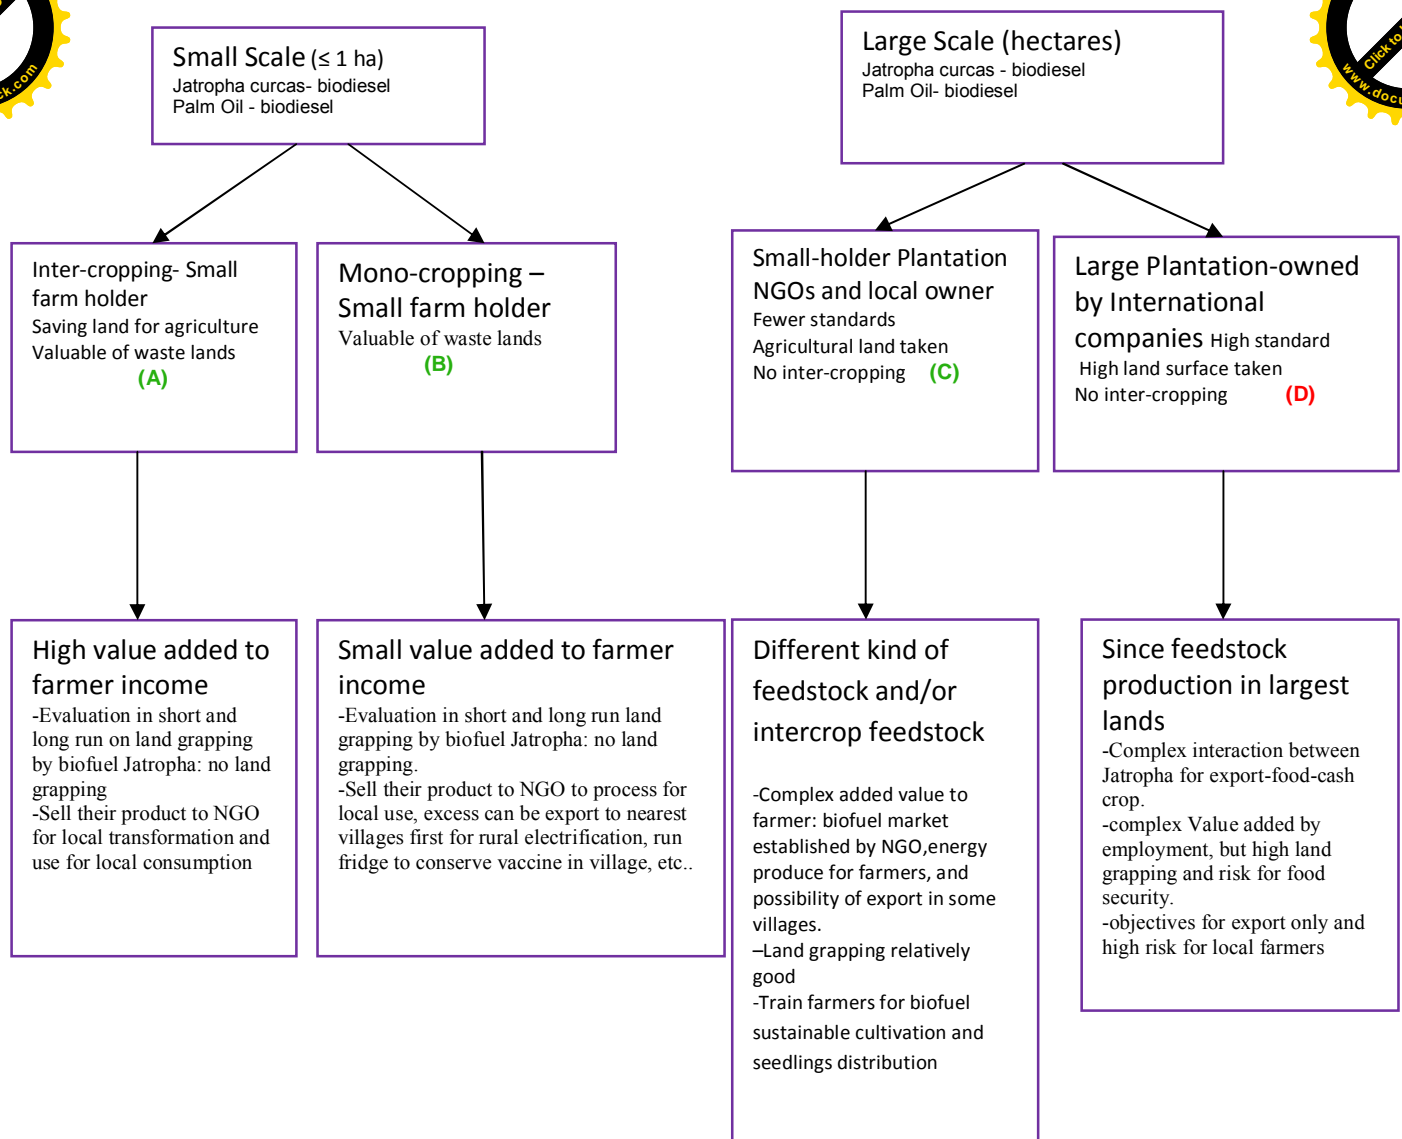 Small Scale (≤ 1 ha)
Jatropha curcas- biodiesel
Palm Oil - biodiesel
Large Scale (hectares)
Jatropha curcas - biodiesel
Palm Oil- biodiesel
Inter-cropping- Small
farm holder
Saving land for agriculture
Valuable of waste lands
(A)
Mono-cropping –
Small farm holder
Valuable of waste lands
(B)
Small-holder Plantation
NGOs and local owner
Fewer standards
Agricultural land taken
No inter-cropping (C)
Large Plantation-owned
by International
companies High standard
High land surface taken
No inter-cropping (D)
High value added to
farmer income
-Evaluation in short and
long run on land grapping
by biofuel Jatropha: no land
grapping
-Sell their product to NGO
for local transformation and
use for local consumption
Small value added to farmer
income
-Evaluation in short and long run land
grapping by biofuel Jatropha: no land
grapping.
-Sell their product to NGO to process for
local use, excess can be export to nearest
villages first for rural electrification, run
fridge to conserve vaccine in village, etc..
Different kind of
feedstock and/or
intercrop feedstock
-Complex added value to
farmer: biofuel market
established by NGO,energy
produce for farmers, and
possibility of export in some
villages.
–Land grapping relatively
good
-Train farmers for biofuel
sustainable cultivation and
seedlings distribution
Since feedstock
production in largest
lands
-Complex interaction between
Jatropha for export-food-cash
crop.
-complex Value added by
employment, but high land
grapping and risk for food
security.
-objectives for export only and
high risk for local farmers
Click to
www.docu
k.com